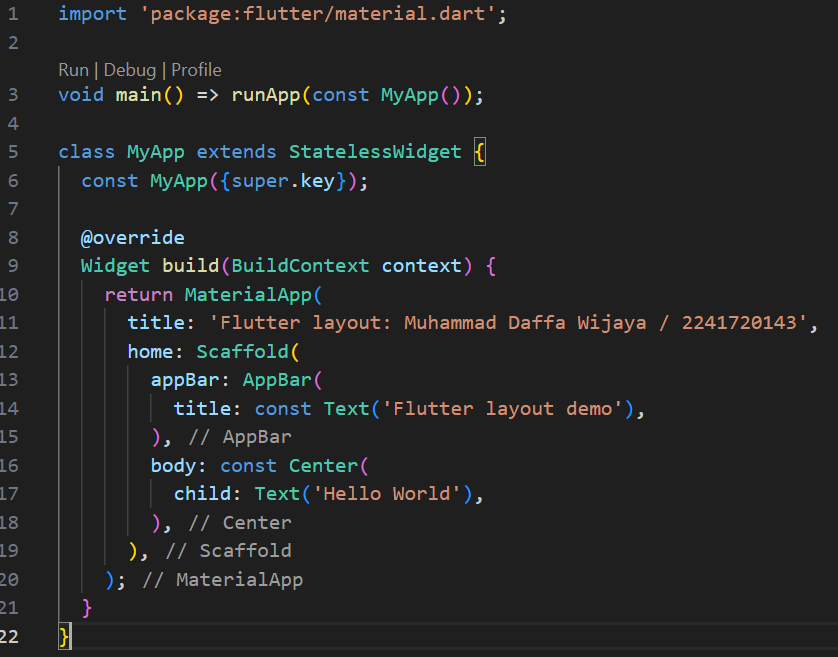 1 import 'package:flutter/material.dart';
2
Run | Debug | Profile
3 void main() => runApp(const MyApp());
4
5 class MyApp extends StatelessWidget {
6   const MyApp({super.key});
7
8   @override
9   Widget build(BuildContext context) {
10     return MaterialApp(
11       title: 'Flutter layout: Muhammad Daffa Wijaya / 2241720143',
12       home: Scaffold(
13         appBar: AppBar(
14           title: const Text('Flutter layout demo'),
15         ), // AppBar
16         body: const Center(
17           child: Text('Hello World'),
18         ), // Center
19       ), // Scaffold
20     ); // MaterialApp
21   }
22 }